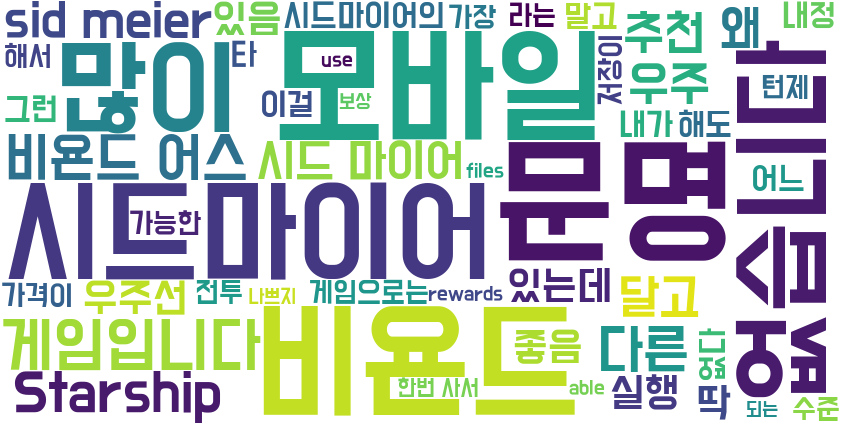 sid meier 있음 시드마이어의 가장 라는 말고 추천 왜 내정
해서 많이 타 use 모바일 저장이 우주 턴제
그런 이걸 보상 내가 해도
비욘드 어스 시드 마이어 files 문명 어느
시드마이어 가능한 없습니다
가격이 우주선 전투 나쁘지 게임으로는 rewards 있는데 달고
게임입니다 비욘드 좋음 다른 없다
Starship 한번 사서 able 실행 딱 되는 수준